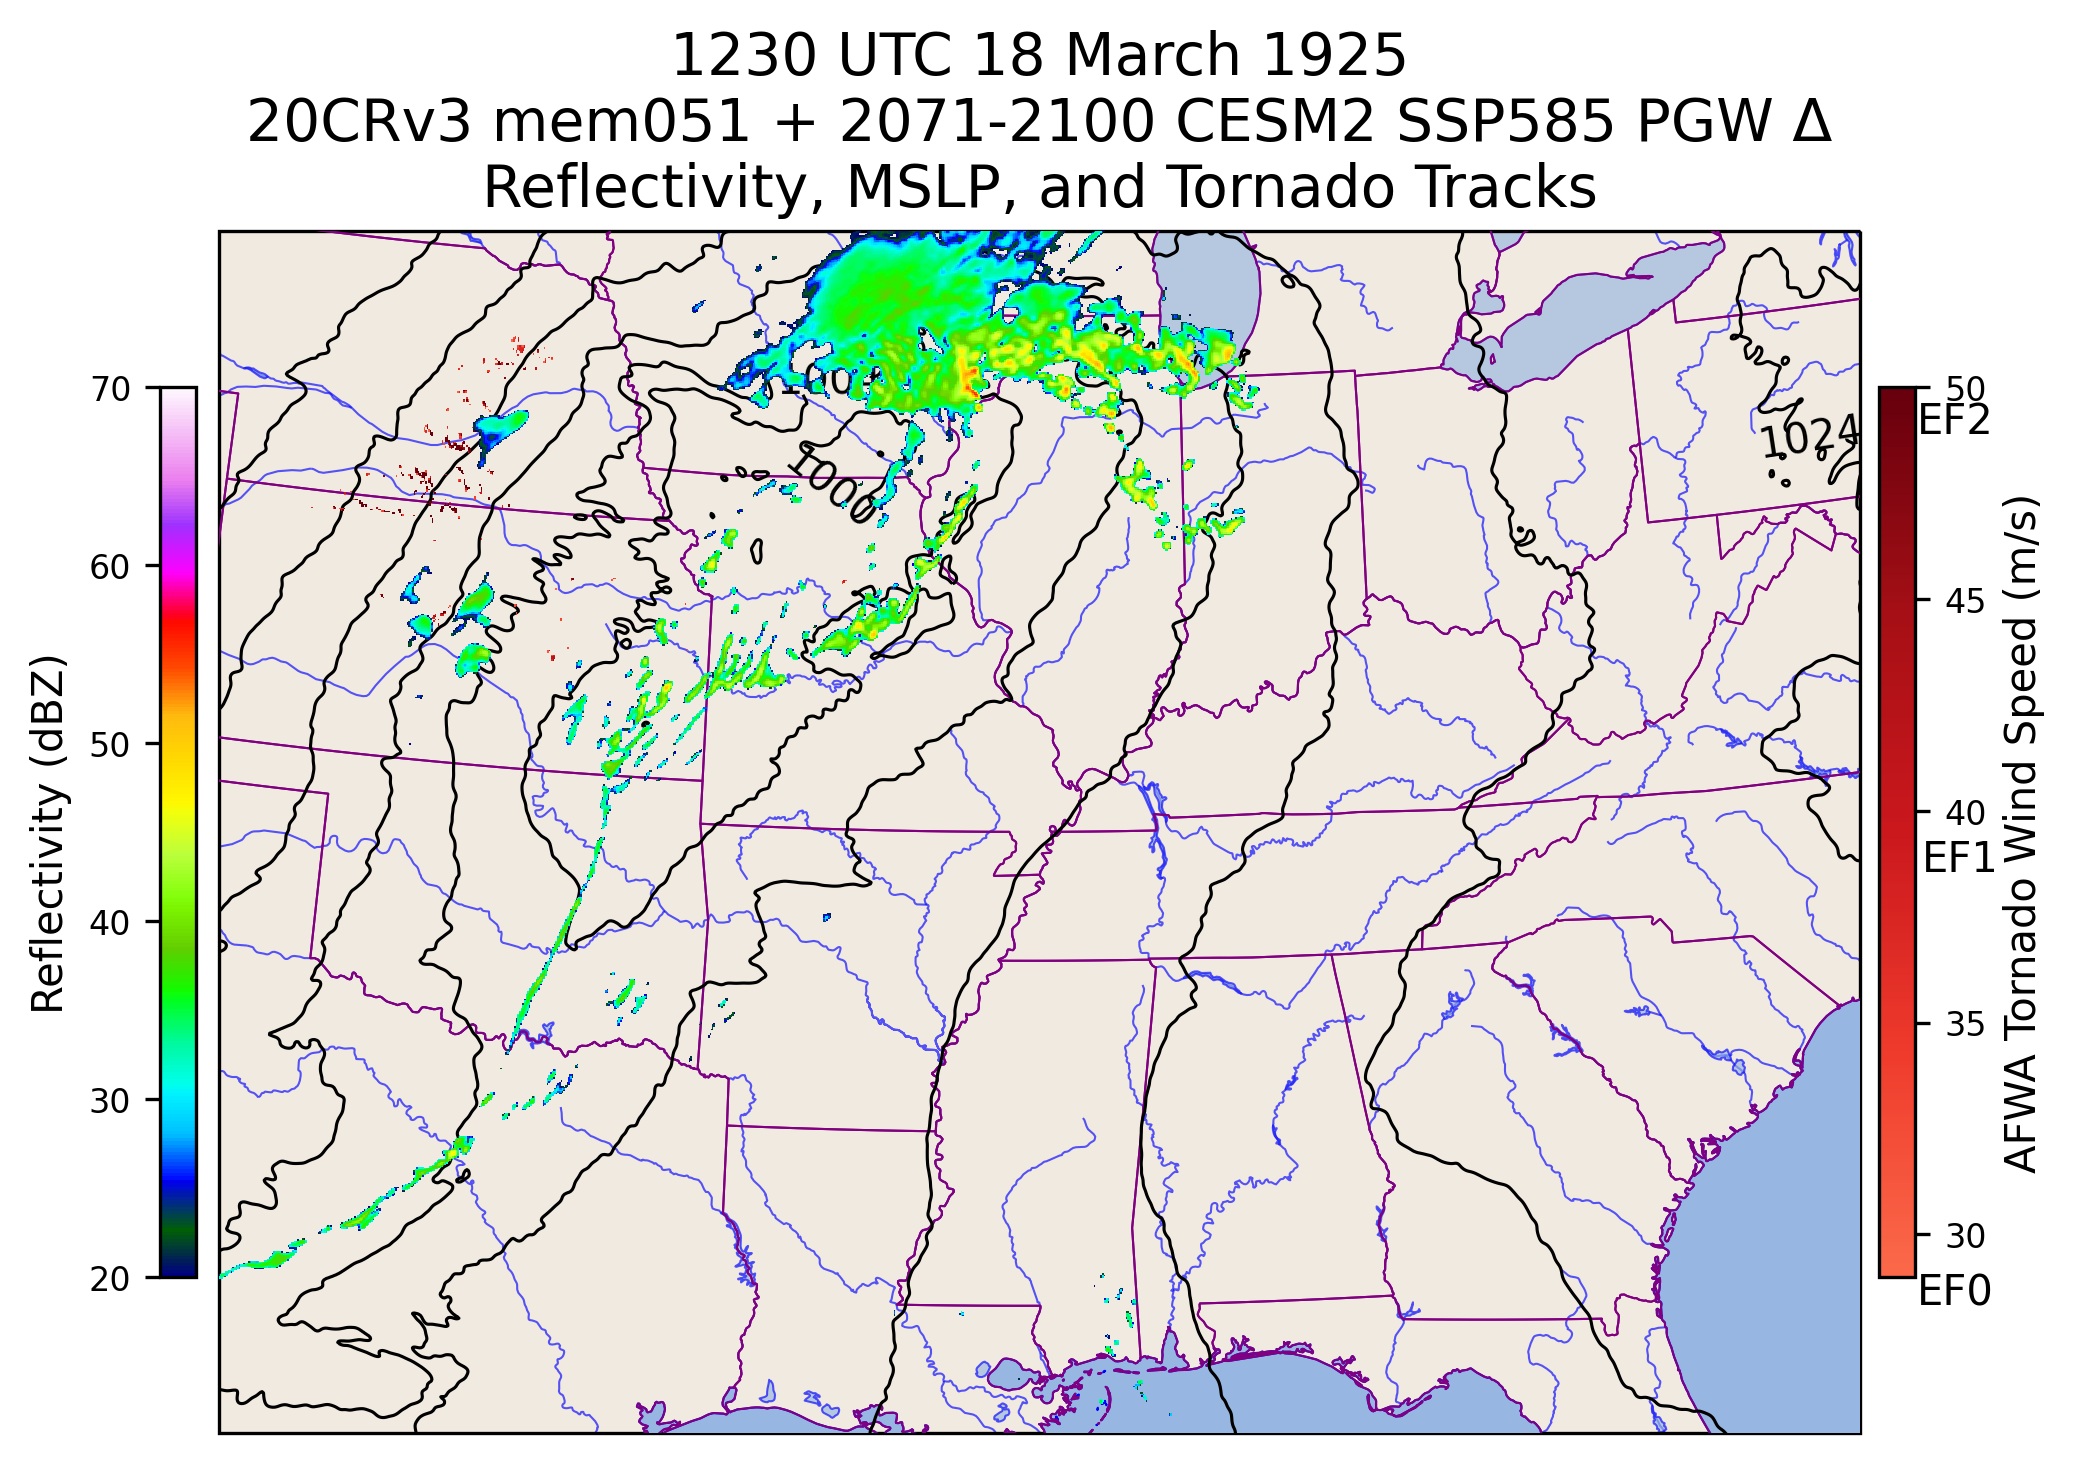 1230 UTC 18 March 1925
20CRv3 mem051 + 2071-2100 CESM2 SSP585 PGW Δ
Reflectivity, MSLP, and Tornado Tracks
70
60
50
40
30
20
Reflectivity (dBZ)
1008
1024
50
EF2
45
40
EF1
35
30
EF0
AFWA Tornado Wind Speed (m/s)